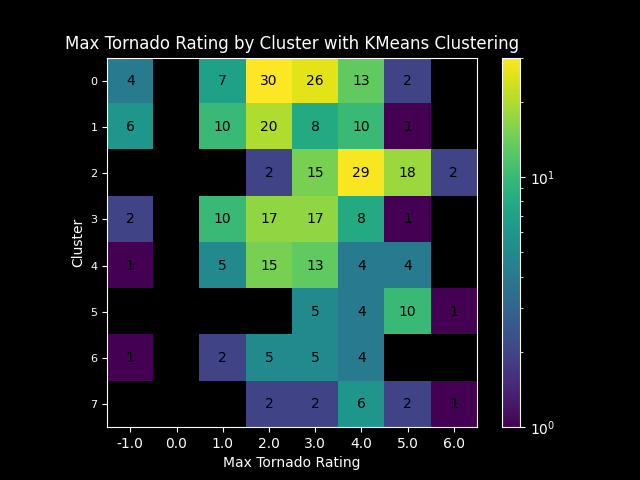 Max Tornado Rating by Cluster with KMeans Clustering
0 4 7 30 26 13 2
1 6 10 20 8 10 1
2 2 15 29 18 2
3 2 10 17 17 8 1
4 1 5 15 13 4 4
5 5 4 10 1
6 1 2 5 5 4
7 2 2 6 2 1
-1.0 0.0 1.0 2.0 3.0 4.0 5.0 6.0
Max Tornado Rating
Cluster
10¹
10⁰